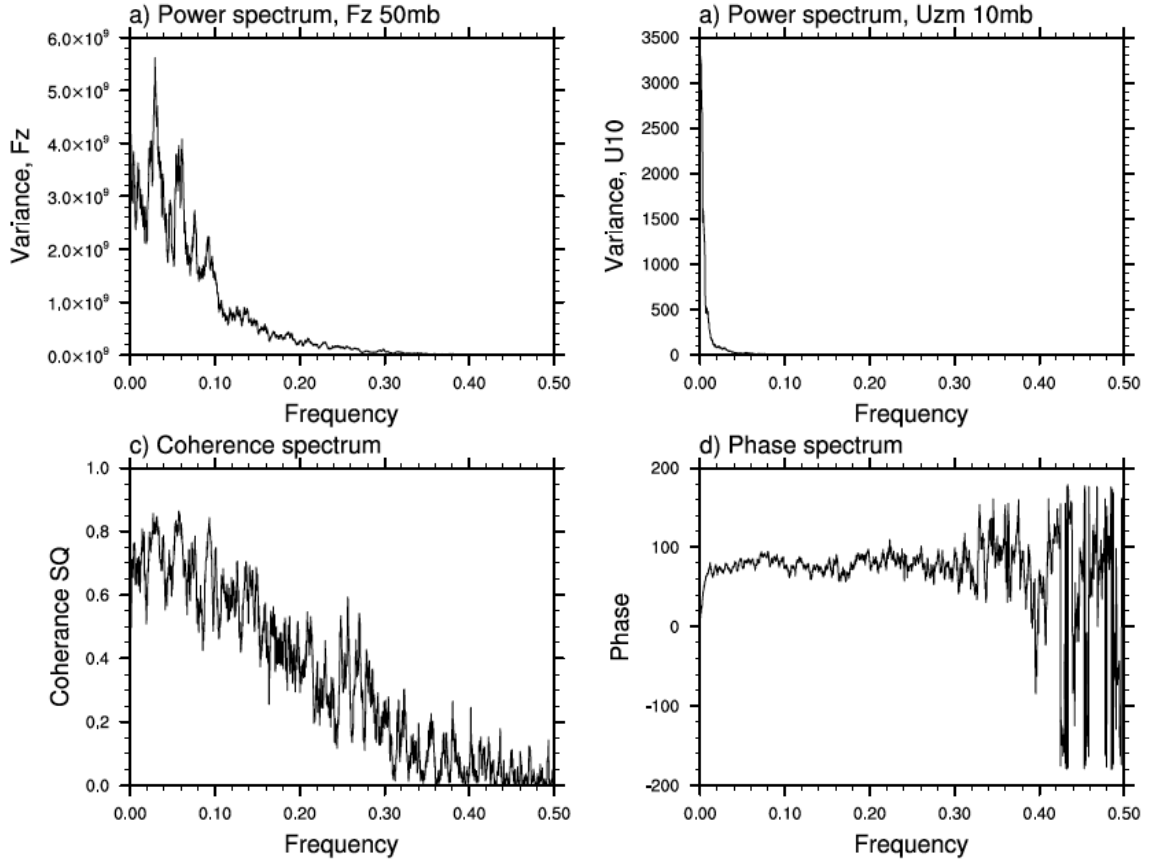 a) Power spectrum, Fz 50mb
6.0×10⁹
5.0×10⁹
4.0×10⁹
3.0×10⁹
2.0×10⁹
1.0×10⁹
0.0×10⁹
Variance, Fz
0.00 0.10 0.20 0.30 0.40 0.50
Frequency
a) Power spectrum, Uzm 10mb
3500
3000
2500
2000
1500
1000
500
0
Variance, U10
0.00 0.10 0.20 0.30 0.40 0.50
Frequency
c) Coherence spectrum
1.0
0.8
0.6
0.4
0.2
0.0
Coherance SQ
0.00 0.10 0.20 0.30 0.40 0.50
Frequency
d) Phase spectrum
200
100
0
-100
-200
Phase
0.00 0.10 0.20 0.30 0.40 0.50
Frequency